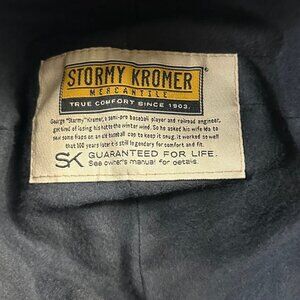 STORMY KROMER®
MERCANTILE
TRUE COMFORT SINCE 1903.
George "Stormy" Kromer, a semi-pro baseball player and railroad engineer,
got tired of losing his hat to the winter wind. So he asked his wife Ida to
sew some flaps on an old baseball cap to keep it snug. It worked so well
that 100 years later it's still legendary for comfort and fit.
SK GUARANTEED FOR LIFE.
See owner's manual for details.